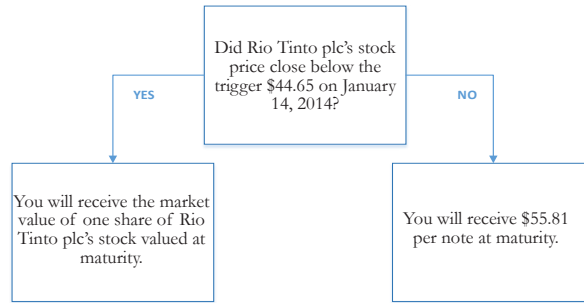 Did Rio Tinto plc's stock
price close below the
trigger $44.65 on January
14, 2014?
YES
NO
You will receive the market
value of one share of Rio
Tinto plc's stock valued at
maturity.
You will receive $55.81
per note at maturity.